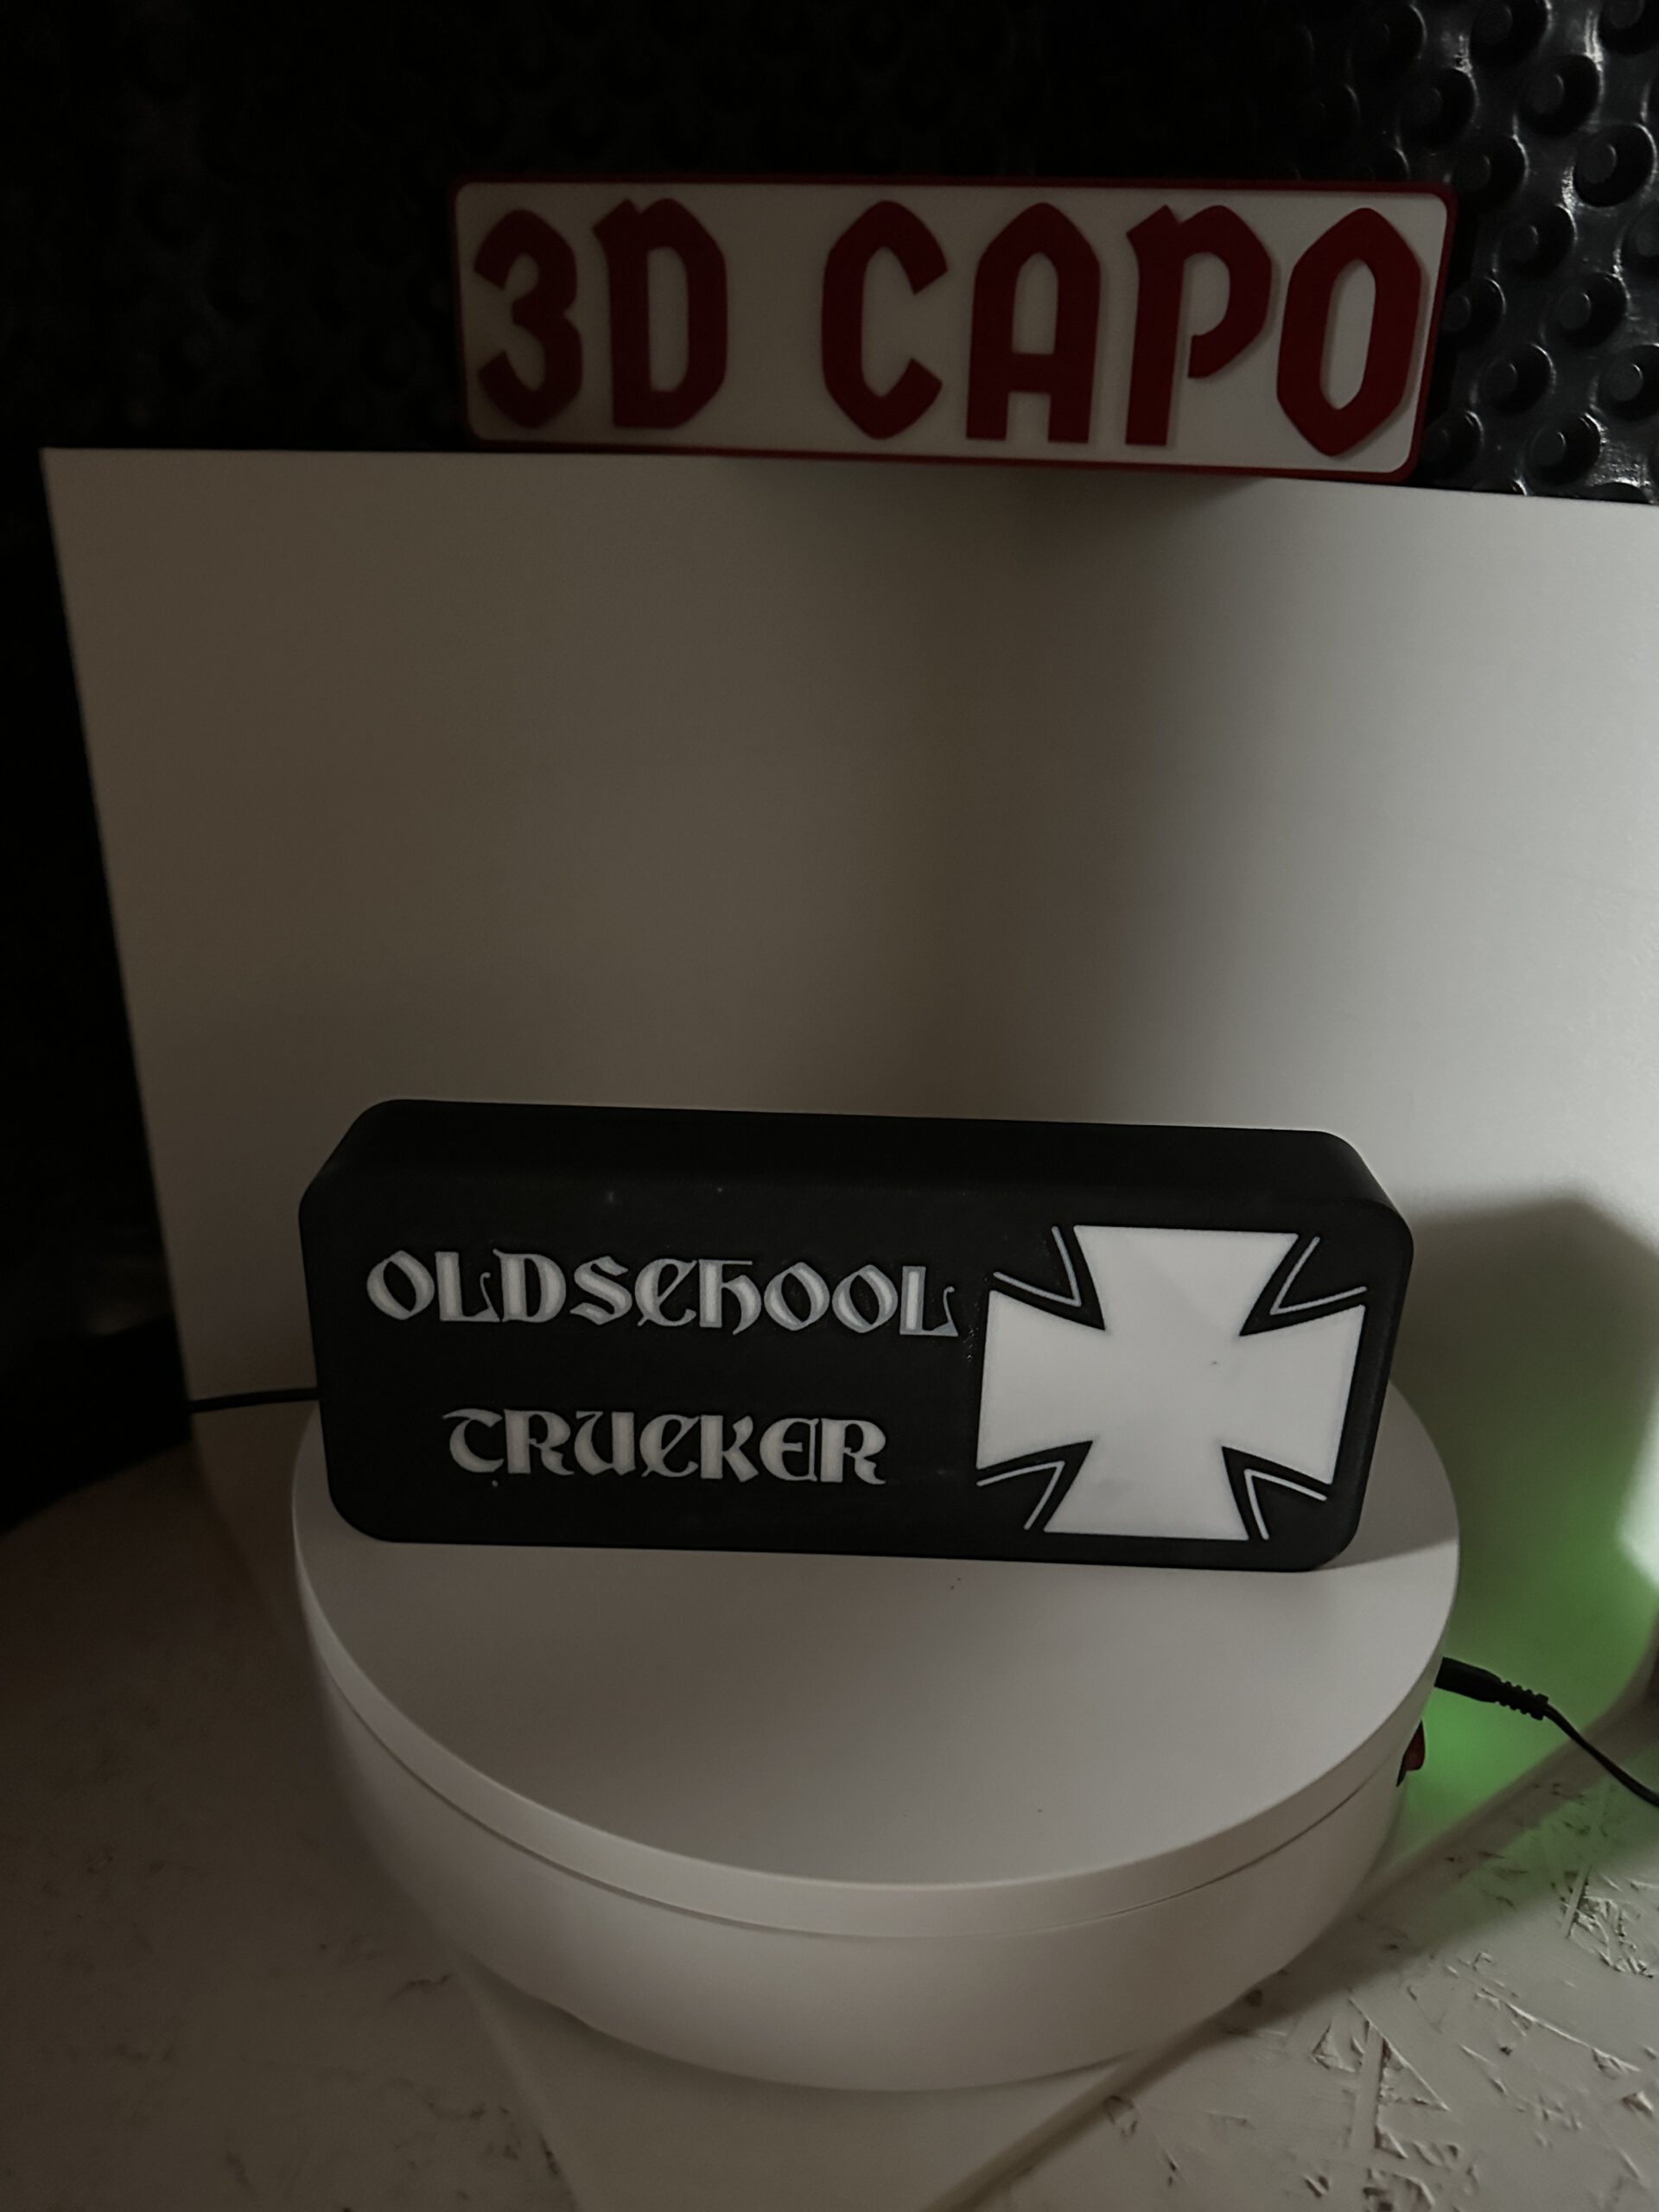 3D CAPO
OLDSCHOOL
TRUCKER